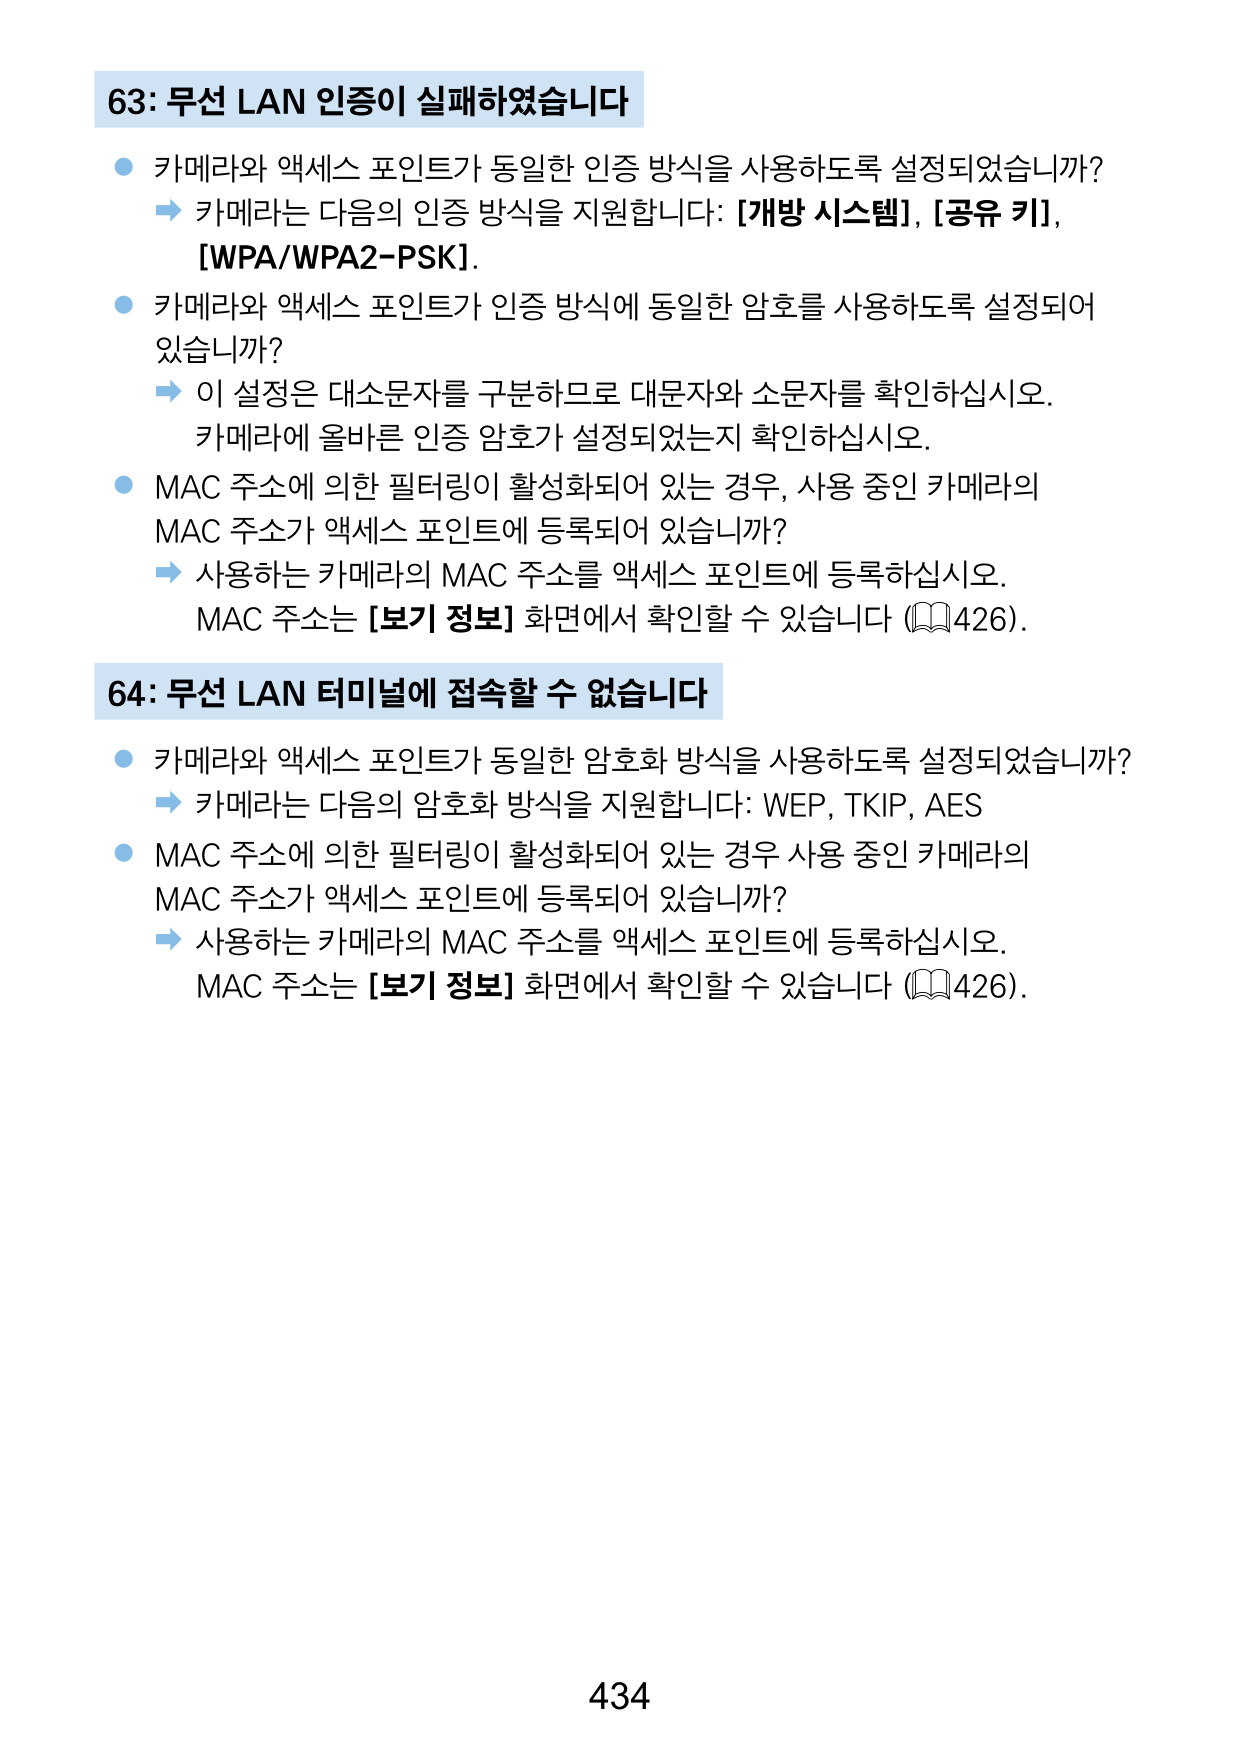 63: 무선 LAN 인증이 실패하였습니다
● 카메라와 액세스 포인트가 동일한 인증 방식을 사용하도록 설정되었습니까?
➡ 카메라는 다음의 인증 방식을 지원합니다: [개방 시스템], [공유 키],
[WPA/WPA2-PSK].
● 카메라와 액세스 포인트가 인증 방식에 동일한 암호를 사용하도록 설정되어
있습니까?
➡ 이 설정은 대소문자를 구분하므로 대문자와 소문자를 확인하십시오.
카메라에 올바른 인증 암호가 설정되었는지 확인하십시오.
● MAC 주소에 의한 필터링이 활성화되어 있는 경우, 사용 중인 카메라의
MAC 주소가 액세스 포인트에 등록되어 있습니까?
➡ 사용하는 카메라의 MAC 주소를 액세스 포인트에 등록하십시오.
MAC 주소는 [보기 정보] 화면에서 확인할 수 있습니다 (📖426).
64: 무선 LAN 터미널에 접속할 수 없습니다
● 카메라와 액세스 포인트가 동일한 암호화 방식을 사용하도록 설정되었습니까?
➡ 카메라는 다음의 암호화 방식을 지원합니다: WEP, TKIP, AES
● MAC 주소에 의한 필터링이 활성화되어 있는 경우 사용 중인 카메라의
MAC 주소가 액세스 포인트에 등록되어 있습니까?
➡ 사용하는 카메라의 MAC 주소를 액세스 포인트에 등록하십시오.
MAC 주소는 [보기 정보] 화면에서 확인할 수 있습니다 (📖426).
434